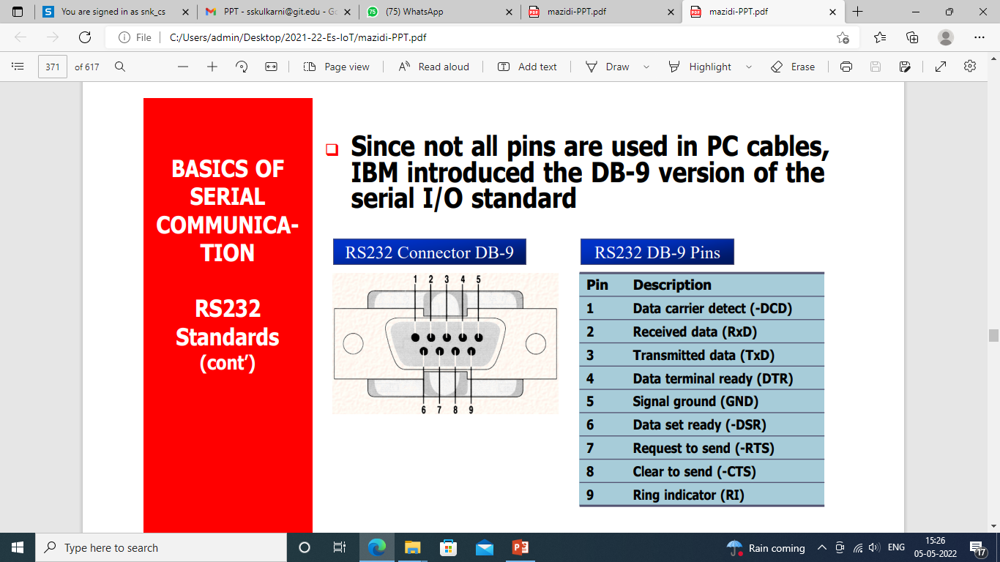 You are signed in as snk_cs
PPT - sskulkarni@git.edu - Gc
75
(75) WhatsApp
PDF
mazidi-PPT.pdf
PDF
mazidi-PPT.pdf
File
C:/Users/admin/Desktop/2021-22-Es-IoT/mazidi-PPT.pdf
371 of 617
Page view
Read aloud
Add text
Draw
Highlight
Erase
BASICS OF
SERIAL
COMMUNICA-
TION
RS232
Standards
(cont’)
Since not all pins are used in PC cables,
IBM introduced the DB-9 version of the
serial I/O standard
RS232 Connector DB-9
1 2 3 4 5
6 7 8 9
RS232 DB-9 Pins
Pin Description
1 Data carrier detect (-DCD)
2 Received data (RxD)
3 Transmitted data (TxD)
4 Data terminal ready (DTR)
5 Signal ground (GND)
6 Data set ready (-DSR)
7 Request to send (-RTS)
8 Clear to send (-CTS)
9 Ring indicator (RI)
Type here to search
Rain coming
ENG
15:26
05-05-2022
17